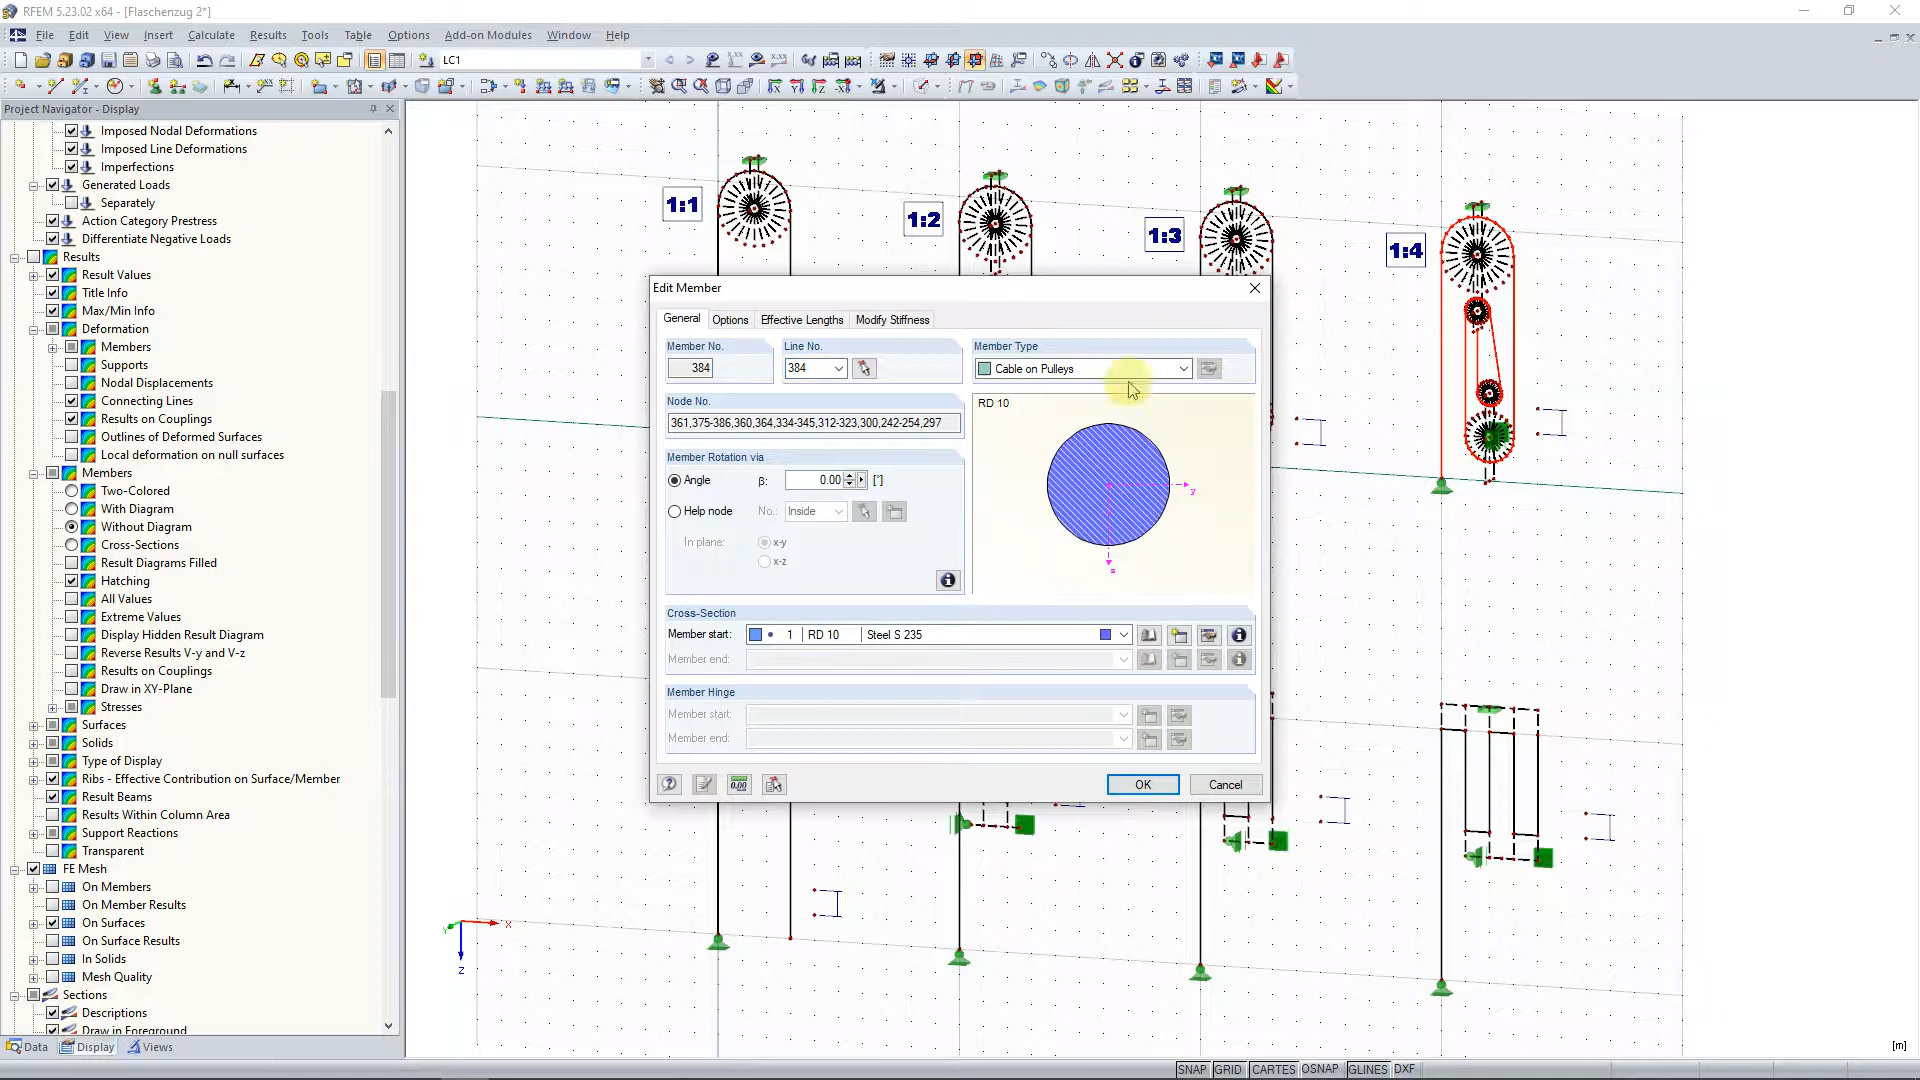 RFEM 5.23.02 x64 - [Flaschenzug 2*]
File Edit View Insert Calculate Results Tools Table Options Add-on Modules Window Help
LC1
Project Navigator - Display
Imposed Nodal Deformations
Imposed Line Deformations
Imperfections
Generated Loads
Separately
Action Category Prestress
Differentiate Negative Loads
Results
Result Values
Title Info
Max/Min Info
Deformation
Members
Supports
Nodal Displacements
Connecting Lines
Results on Couplings
Outlines of Deformed Surfaces
Local deformation on null surfaces
Members
Two-Colored
With Diagram
Without Diagram
Cross-Sections
Result Diagrams Filled
Hatching
All Values
Extreme Values
Display Hidden Result Diagram
Reverse Results V-y and V-z
Results on Couplings
Draw in XY-Plane
Stresses
Surfaces
Solids
Type of Display
Ribs - Effective Contribution on Surface/Member
Result Beams
Results Within Column Area
Support Reactions
Transparent
FE Mesh
On Members
On Member Results
On Surfaces
On Surface Results
In Solids
Mesh Quality
Sections
Descriptions
Draw in Foreground
Data Display Views
1:1
1:2
1:3
1:4
Edit Member
General Options Effective Lengths Modify Stiffness
Member No.
384
Line No.
384
Member Type
Cable on Pulleys
Node No.
361,375-386,360,364,334-345,312-323,300,242-254,297
RD 10
Member Rotation via
Angle β: 0.00 [°]
Help node No.: Inside
In plane: x-y
x-z
y
z
Cross-Section
Member start: 1 RD 10 Steel S 235
Member end:
Member Hinge
Member start:
Member end:
0.00
OK Cancel
Y X
Z
[m]
SNAP GRID CARTES OSNAP GLINES DXF